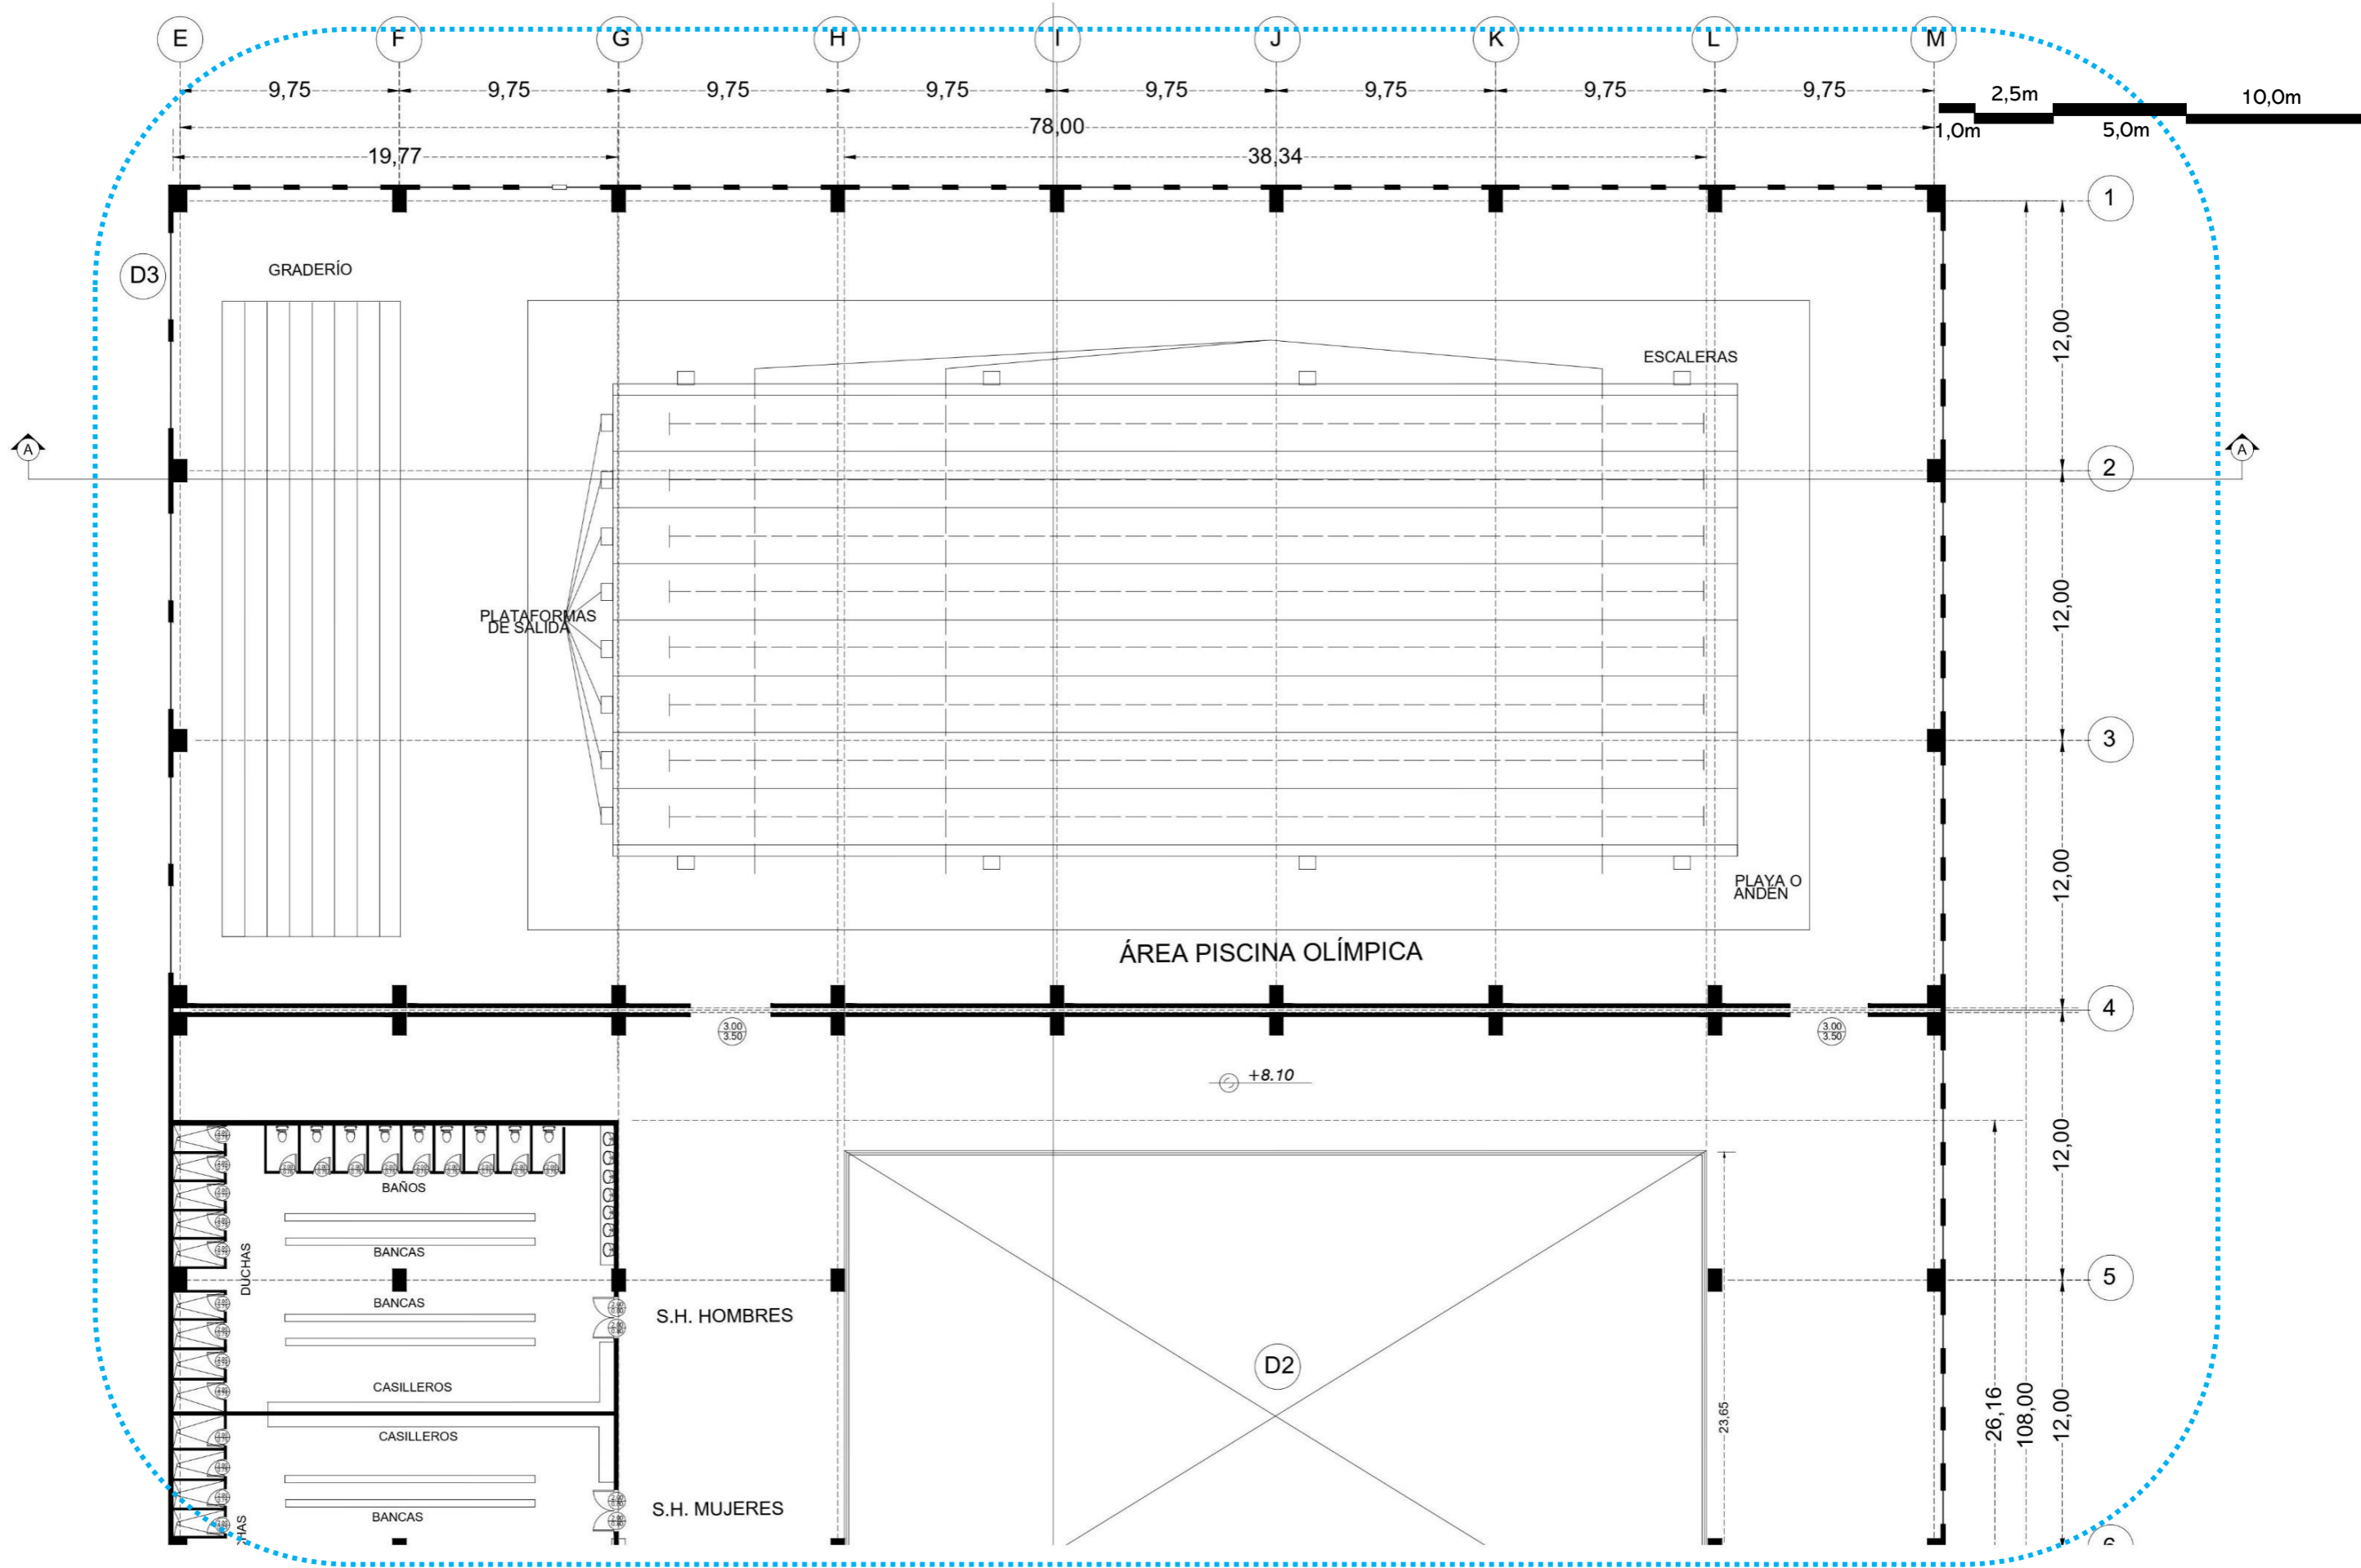 E F G H I J K L M
9,75 9,75 9,75 9,75 9,75 9,75 9,75 9,75
2,5m 10,0m
1,0m 5,0m
78,00
19,77 38,34
1
D3
GRADERÍO
12,00
ESCALERAS
A A
2
PLATAFORMAS
DE SALIDA
12,00
3
PLAYA O
ANDÉN
12,00
ÁREA PISCINA OLÍMPICA
4
3.00
3.50
3.00
3.50
+8.10
12,00
BAÑOS
BANCAS
DUCHAS
5
BANCAS
S.H. HOMBRES
D2
CASILLEROS
23,65
26,16
108,00
12,00
CASILLEROS
S.H. MUJERES
BANCAS